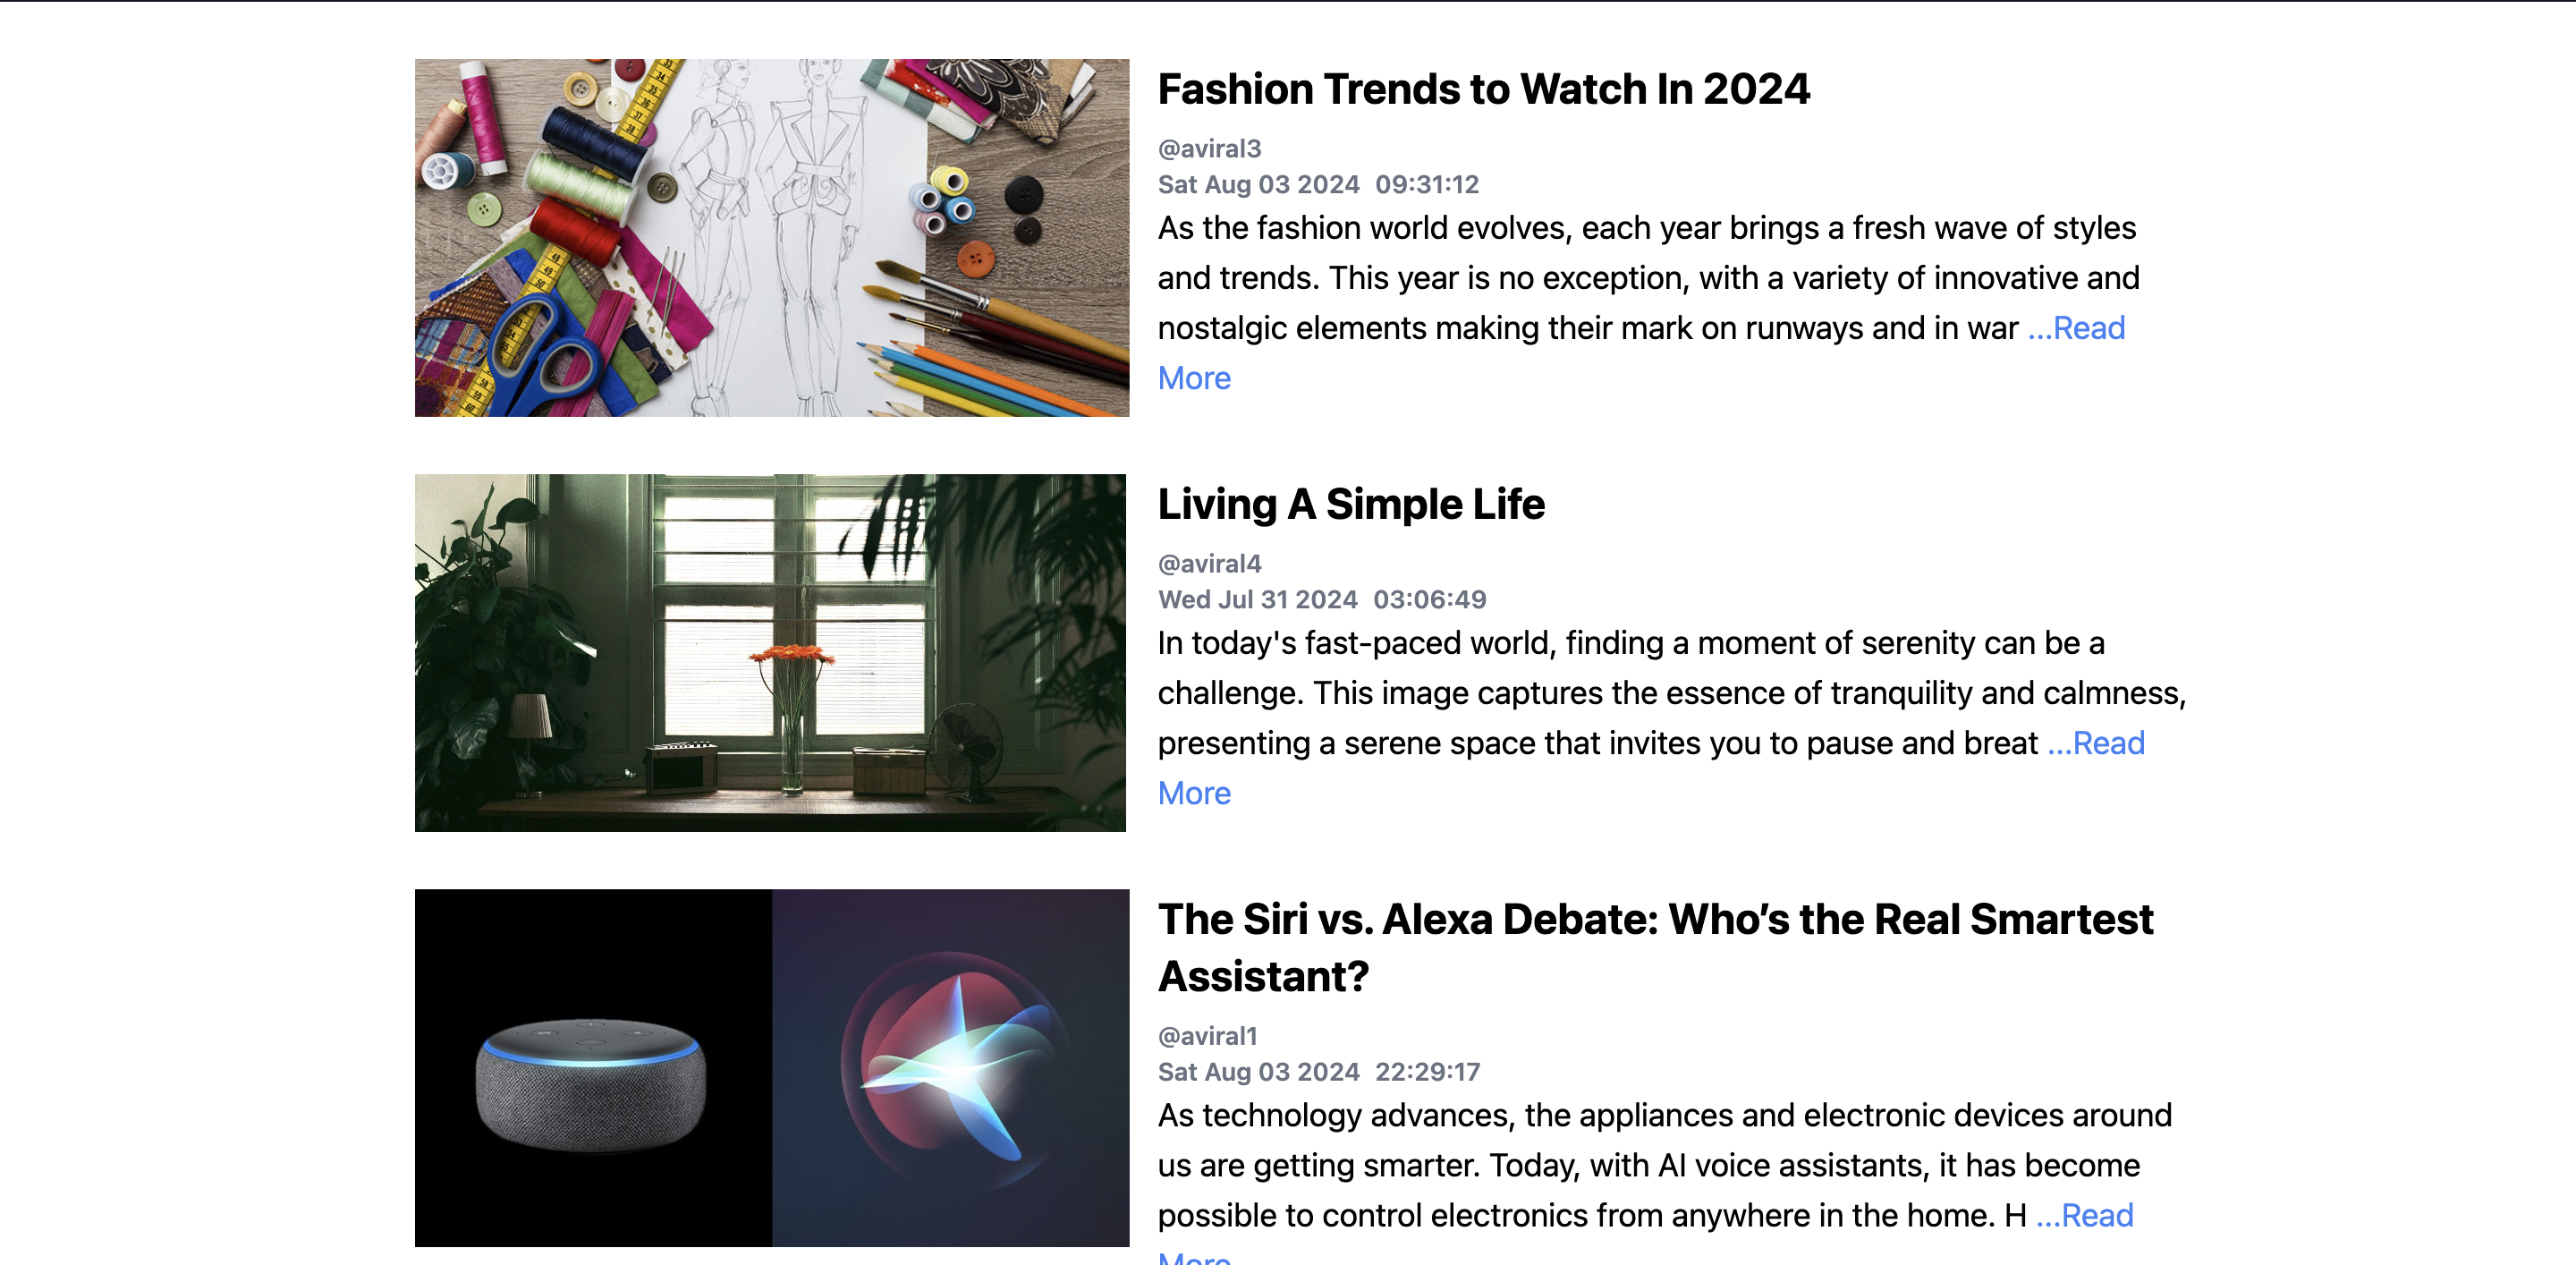 Fashion Trends to Watch In 2024
@aviral3
Sat Aug 03 2024 09:31:12
As the fashion world evolves, each year brings a fresh wave of styles
and trends. This year is no exception, with a variety of innovative and
nostalgic elements making their mark on runways and in war ...Read
More
Living A Simple Life
@aviral4
Wed Jul 31 2024 03:06:49
In today's fast-paced world, finding a moment of serenity can be a
challenge. This image captures the essence of tranquility and calmness,
presenting a serene space that invites you to pause and breat ...Read
More
The Siri vs. Alexa Debate: Who’s the Real Smartest
Assistant?
@aviral1
Sat Aug 03 2024 22:29:17
As technology advances, the appliances and electronic devices around
us are getting smarter. Today, with AI voice assistants, it has become
possible to control electronics from anywhere in the home. H ...Read
More